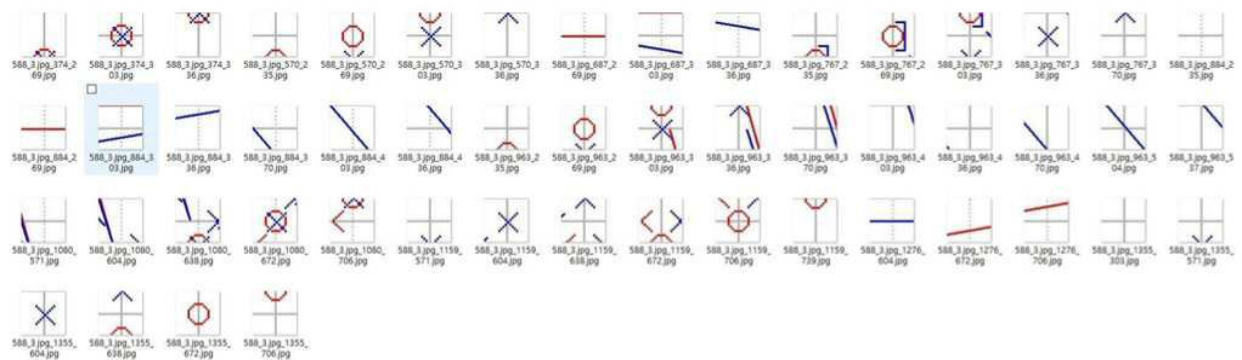 588_3.jpg_374_2
69.jpg
588_3.jpg_374_3
03.jpg
588_3.jpg_374_3
36.jpg
588_3.jpg_570_2
35.jpg
588_3.jpg_570_2
69.jpg
588_3.jpg_570_3
03.jpg
588_3.jpg_570_3
36.jpg
588_3.jpg_687_2
69.jpg
588_3.jpg_687_3
03.jpg
588_3.jpg_687_3
36.jpg
588_3.jpg_767_2
35.jpg
588_3.jpg_767_2
69.jpg
588_3.jpg_767_3
03.jpg
588_3.jpg_767_3
36.jpg
588_3.jpg_767_3
70.jpg
588_3.jpg_884_2
35.jpg
588_3.jpg_884_2
69.jpg
588_3.jpg_884_3
03.jpg
588_3.jpg_884_3
36.jpg
588_3.jpg_884_3
70.jpg
588_3.jpg_884_4
03.jpg
588_3.jpg_884_4
36.jpg
588_3.jpg_963_2
35.jpg
588_3.jpg_963_2
69.jpg
588_3.jpg_963_3
03.jpg
588_3.jpg_963_3
36.jpg
588_3.jpg_963_3
70.jpg
588_3.jpg_963_4
03.jpg
588_3.jpg_963_4
36.jpg
588_3.jpg_963_4
70.jpg
588_3.jpg_963_5
04.jpg
588_3.jpg_963_5
37.jpg
588_3.jpg_1060_
571.jpg
588_3.jpg_1060_
604.jpg
588_3.jpg_1060_
638.jpg
588_3.jpg_1060_
672.jpg
588_3.jpg_1060_
706.jpg
588_3.jpg_1159_
571.jpg
588_3.jpg_1159_
604.jpg
588_3.jpg_1159_
638.jpg
588_3.jpg_1159_
672.jpg
588_3.jpg_1159_
706.jpg
588_3.jpg_1159_
739.jpg
588_3.jpg_1276_
604.jpg
588_3.jpg_1276_
672.jpg
588_3.jpg_1276_
706.jpg
588_3.jpg_1355_
303.jpg
588_3.jpg_1355_
571.jpg
588_3.jpg_1355_
604.jpg
588_3.jpg_1355_
638.jpg
588_3.jpg_1355_
672.jpg
588_3.jpg_1355_
706.jpg